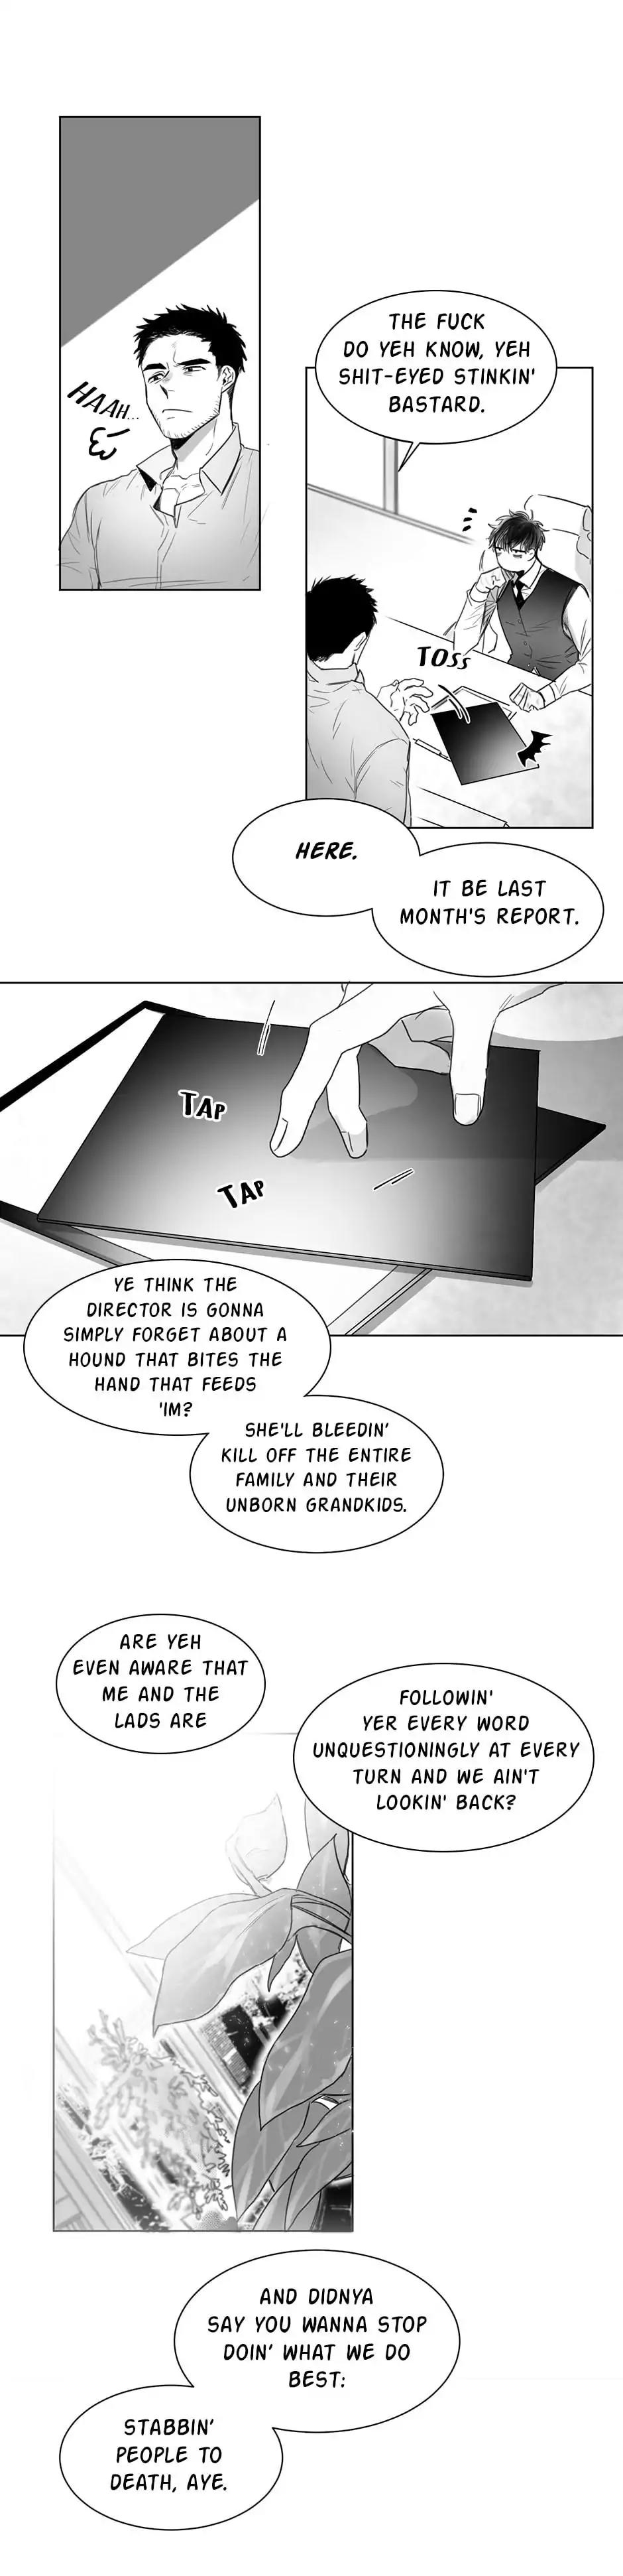 HAAH...
THE FUCK
DO YEH KNOW, YEH
SHIT-EYED STINKIN'
BASTARD.
TOSS
HERE.
IT BE LAST
MONTH'S REPORT.
TAP
TAP
YE THINK THE
DIRECTOR IS GONNA
SIMPLY FORGET ABOUT A
HOUND THAT BITES THE
HAND THAT FEEDS
'IM?
SHE'LL BLEEDIN'
KILL OFF THE ENTIRE
FAMILY AND THEIR
UNBORN GRANDKIDS.
ARE YEH
EVEN AWARE THAT
ME AND THE
LADS ARE
FOLLOWIN'
YER EVERY WORD
UNQUESTIONINGLY AT EVERY
TURN AND WE AIN'T
LOOKIN' BACK?
AND DIDNYA
SAY YOU WANNA STOP
DOIN' WHAT WE DO
BEST:
STABBIN'
PEOPLE TO
DEATH, AYE.